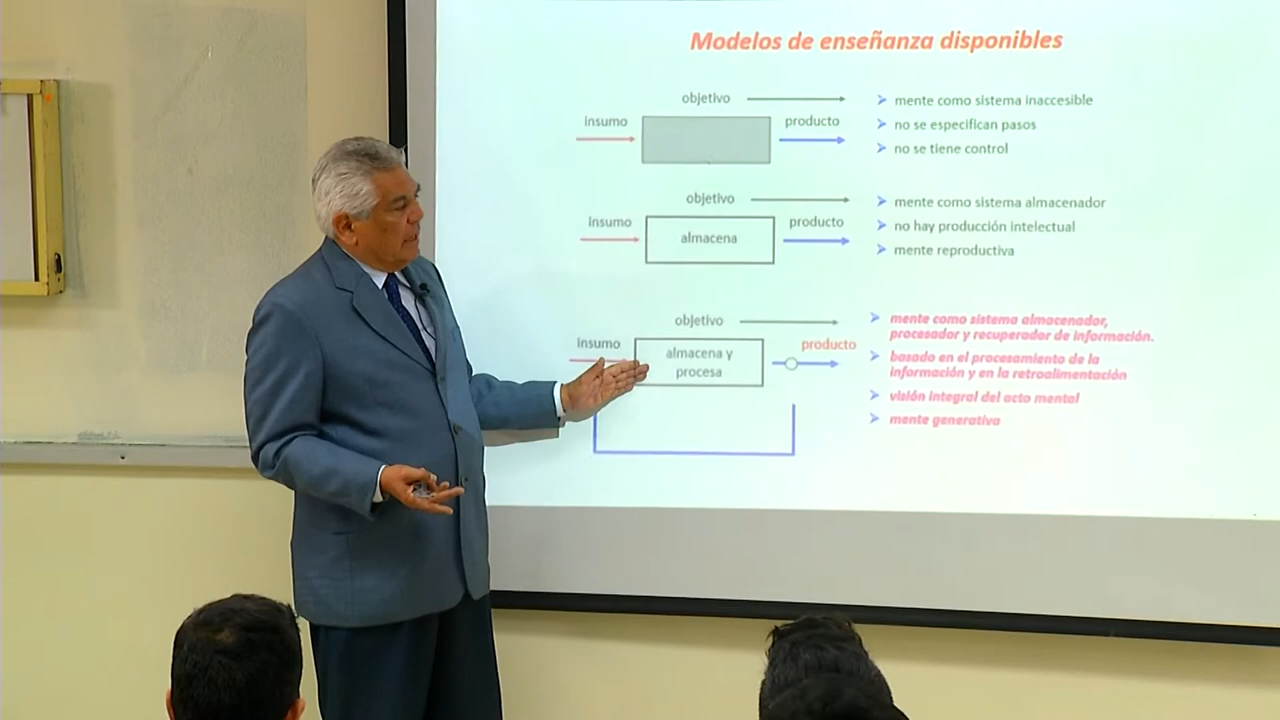 Modelos de enseñanza disponibles
objetivo
insumo
producto
mente como sistema inaccesible
no se especifican pasos
no se tiene control
objetivo
insumo
almacena
producto
mente como sistema almacenador
no hay producción intelectual
mente reproductiva
objetivo
insumo
almacena y
procesa
producto
mente como sistema almacenador,
procesador y recuperador de información.
basado en el procesamiento de la
información y en la retroalimentación
visión integral del acto mental
mente generativa